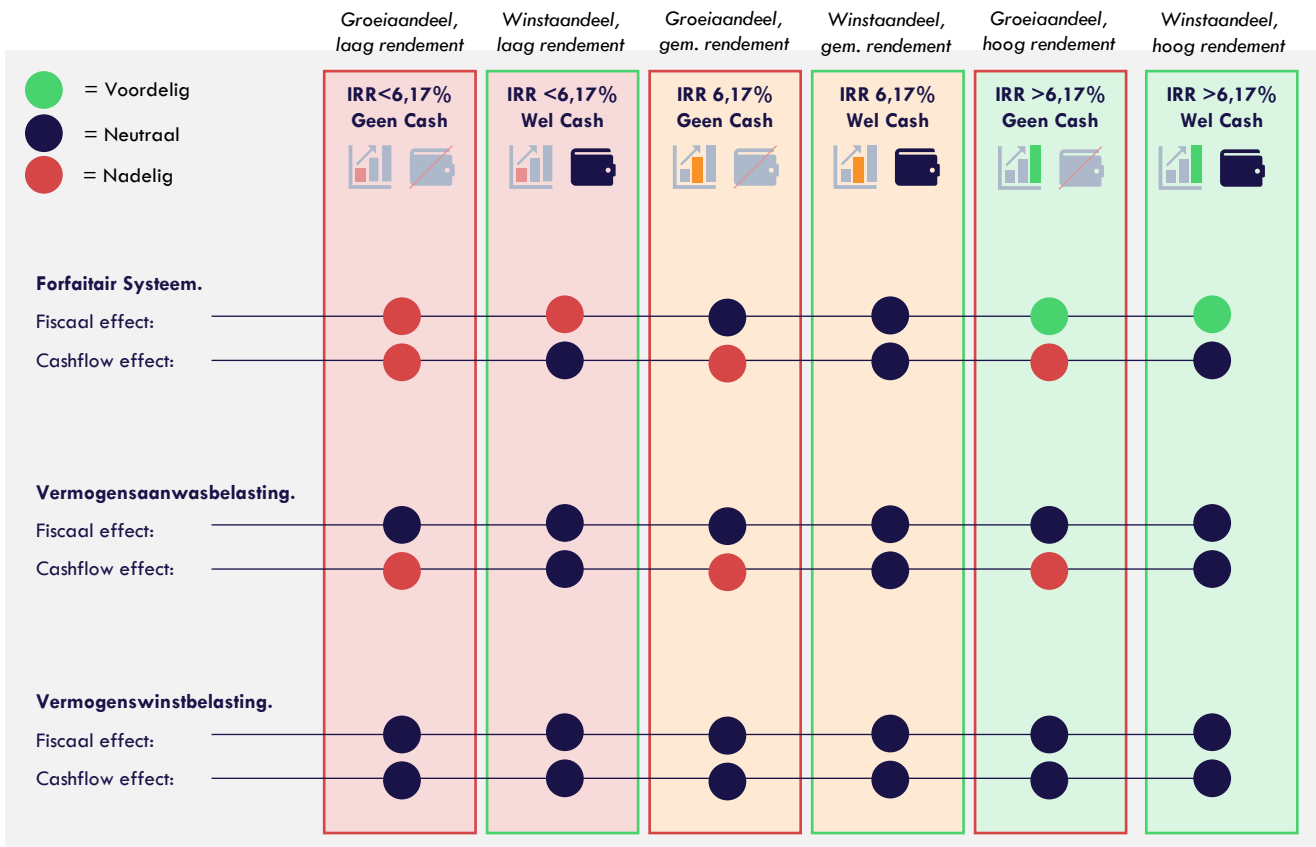 Groeiaandeel,
laag rendement
Winstaandeel,
laag rendement
Groeiaandeel,
gem. rendement
Winstaandeel,
gem. rendement
Groeiaandeel,
hoog rendement
Winstaandeel,
hoog rendement
= Voordelig
= Neutraal
= Nadelig
IRR<6,17%
Geen Cash
IRR <6,17%
Wel Cash
IRR 6,17%
Geen Cash
IRR 6,17%
Wel Cash
IRR >6,17%
Geen Cash
IRR >6,17%
Wel Cash
Forfaitair Systeem.
Fiscaal effect:
Cashflow effect:
Vermogensaanwasbelasting.
Fiscaal effect:
Cashflow effect:
Vermogenswinstbelasting.
Fiscaal effect:
Cashflow effect: